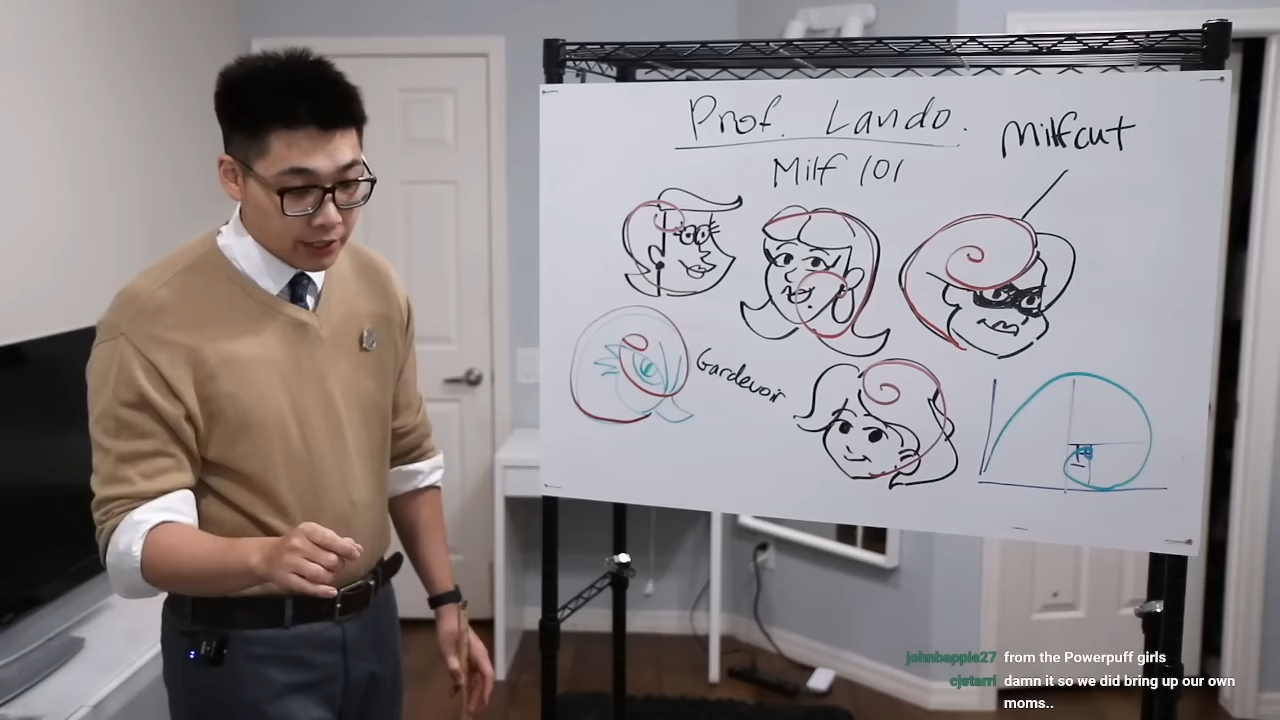 Prof. Lando.
Milfcut
Milf 101
Gardevoir
johnbapple27 from the Powerpuff girls
cjstarri damn it so we did bring up our own
moms..